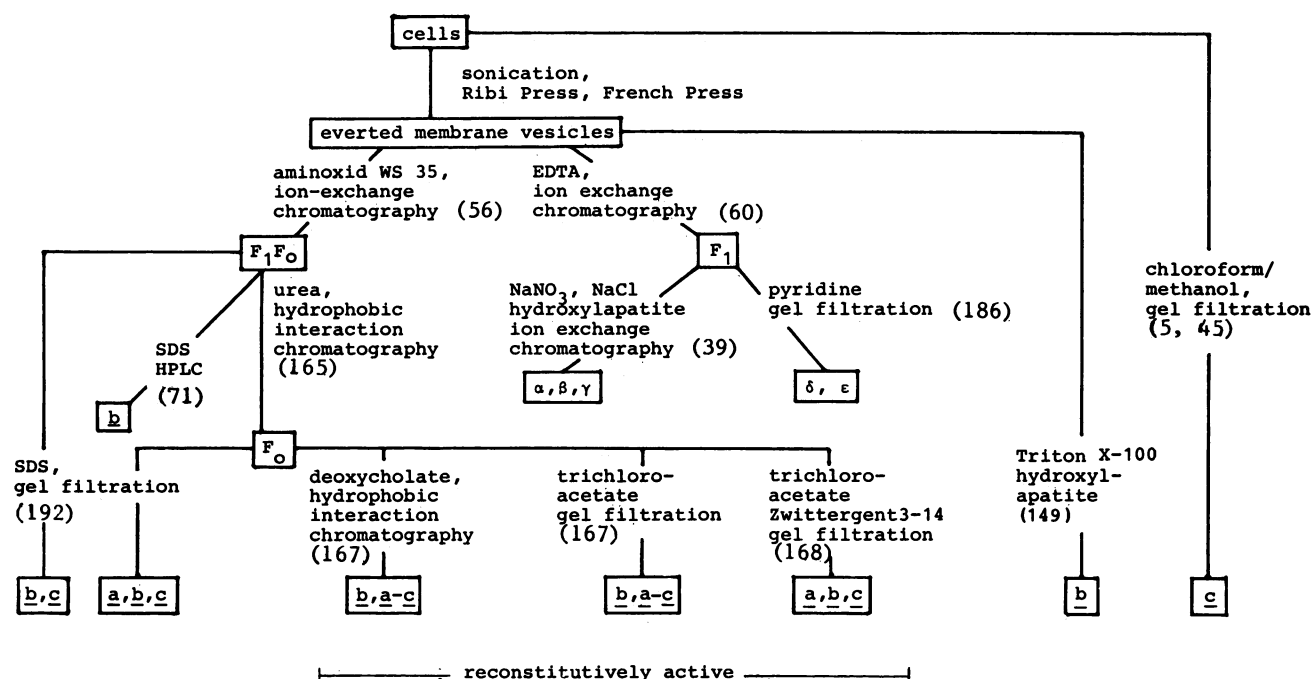 cells
sonication,
Ribi Press, French Press
everted membrane vesicles
aminoxid WS 35,
ion-exchange
chromatography (56)
EDTA,
ion exchange
chromatography (60)
F₁F₀
F₁
chloroform/
methanol,
gel filtration
(5, 45)
urea,
hydrophobic
interaction
chromatography
(165)
NaNO₃, NaCl
hydroxylapatite
ion exchange
chromatography (39)
pyridine
gel filtration (186)
SDS
HPLC
(71)
α,β,γ
δ, ε
b
F₀
SDS,
gel filtration
(192)
deoxycholate,
hydrophobic
interaction
chromatography
(167)
trichloro-
acetate
gel filtration
(167)
trichloro-
acetate
Zwittergent3-14
gel filtration
(168)
Triton X-100
hydroxyl-
apatite
(149)
b,c
a,b,c
b,a-c
b,a-c
a,b,c
b
c
reconstitutively active